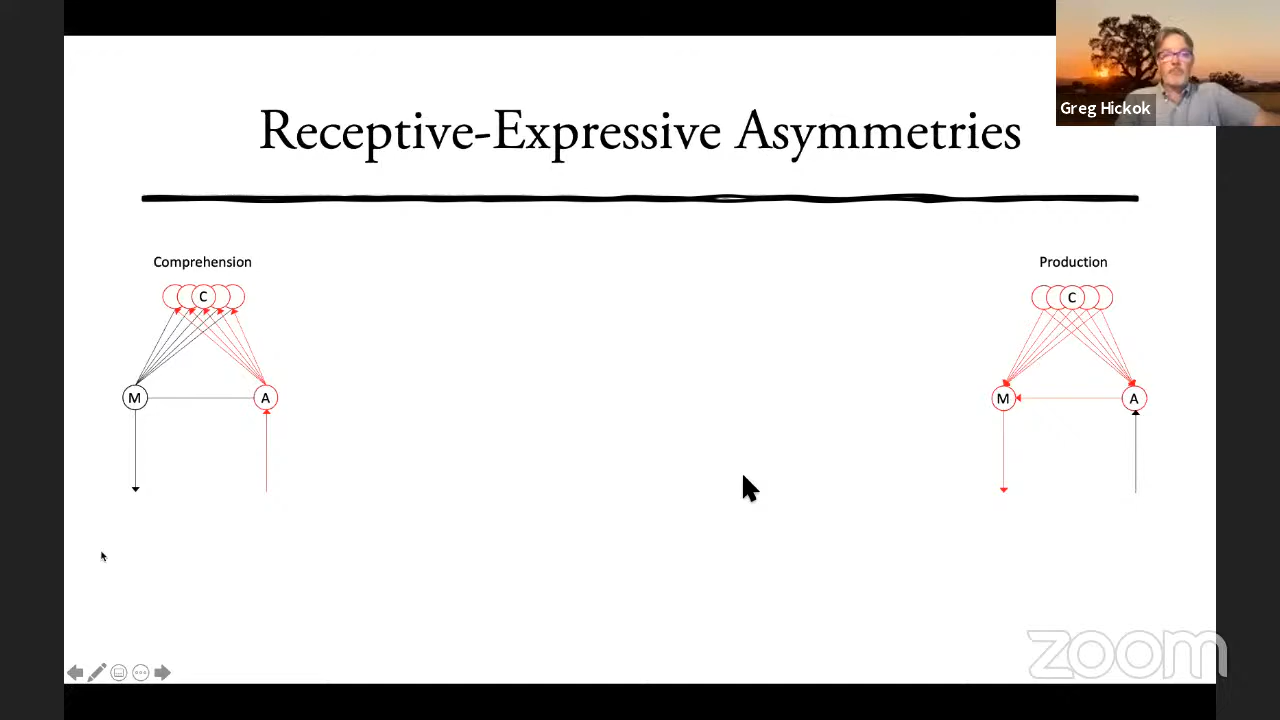 Greg Hickok
Receptive-Expressive Asymmetries
Comprehension
C
M
A
Production
C
M
A
zoom